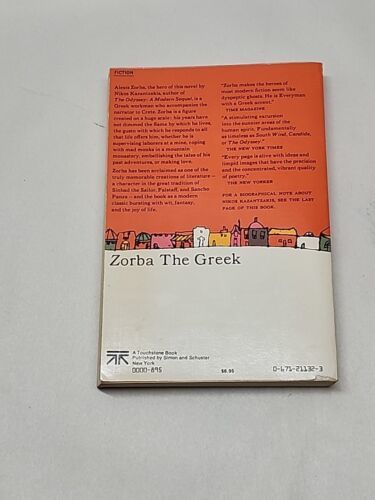 FICTION
Alexis Zorba, the hero of this novel by
Nikos Kazantzakis, author of
The Odyssey: A Modern Sequel, is a
Greek workman who accompanies the
narrator to Crete. Zorba is a figure
created on a huge scale: his years have
not dimmed the flame by which he lives,
the gusto with which he responds to all
that life offers him, whether he is
supervising laborers at a mine, coping
with mad monks in a mountain
monastery, embellishing the tales of his
past adventures, or making love.
Zorba has been acclaimed as one of the
truly memorable creations of literature —
a character in the great tradition of
Sinbad the Sailor, Falstaff, and Sancho
Panza — and the book as a modern
classic bursting with wit, fantasy,
and the joy of life.
"Zorba makes the heroes of
most modern fiction seem like
dyspeptic ghosts. He is Everyman
with a Greek accent."
TIME MAGAZINE
"A stimulating excursion
into the sunnier areas of the
human spirit, Fundamentally
as timeless as South Wind, Candide,
or The Odyssey."
THE NEW YORK TIMES
"Every page is alive with ideas and
limpid images that have the precision
and the concentrated, vibrant quality
of poetry."
THE NEW YORKER
FOR A BIOGRAPHICAL NOTE ABOUT
NIKOS KAZANTZAKIS, SEE THE LAST
PAGE OF THIS BOOK.
Zorba The Greek
A Touchstone Book
Published by Simon and Schuster
New York
0000-895
$8.95
0-671-21132-3